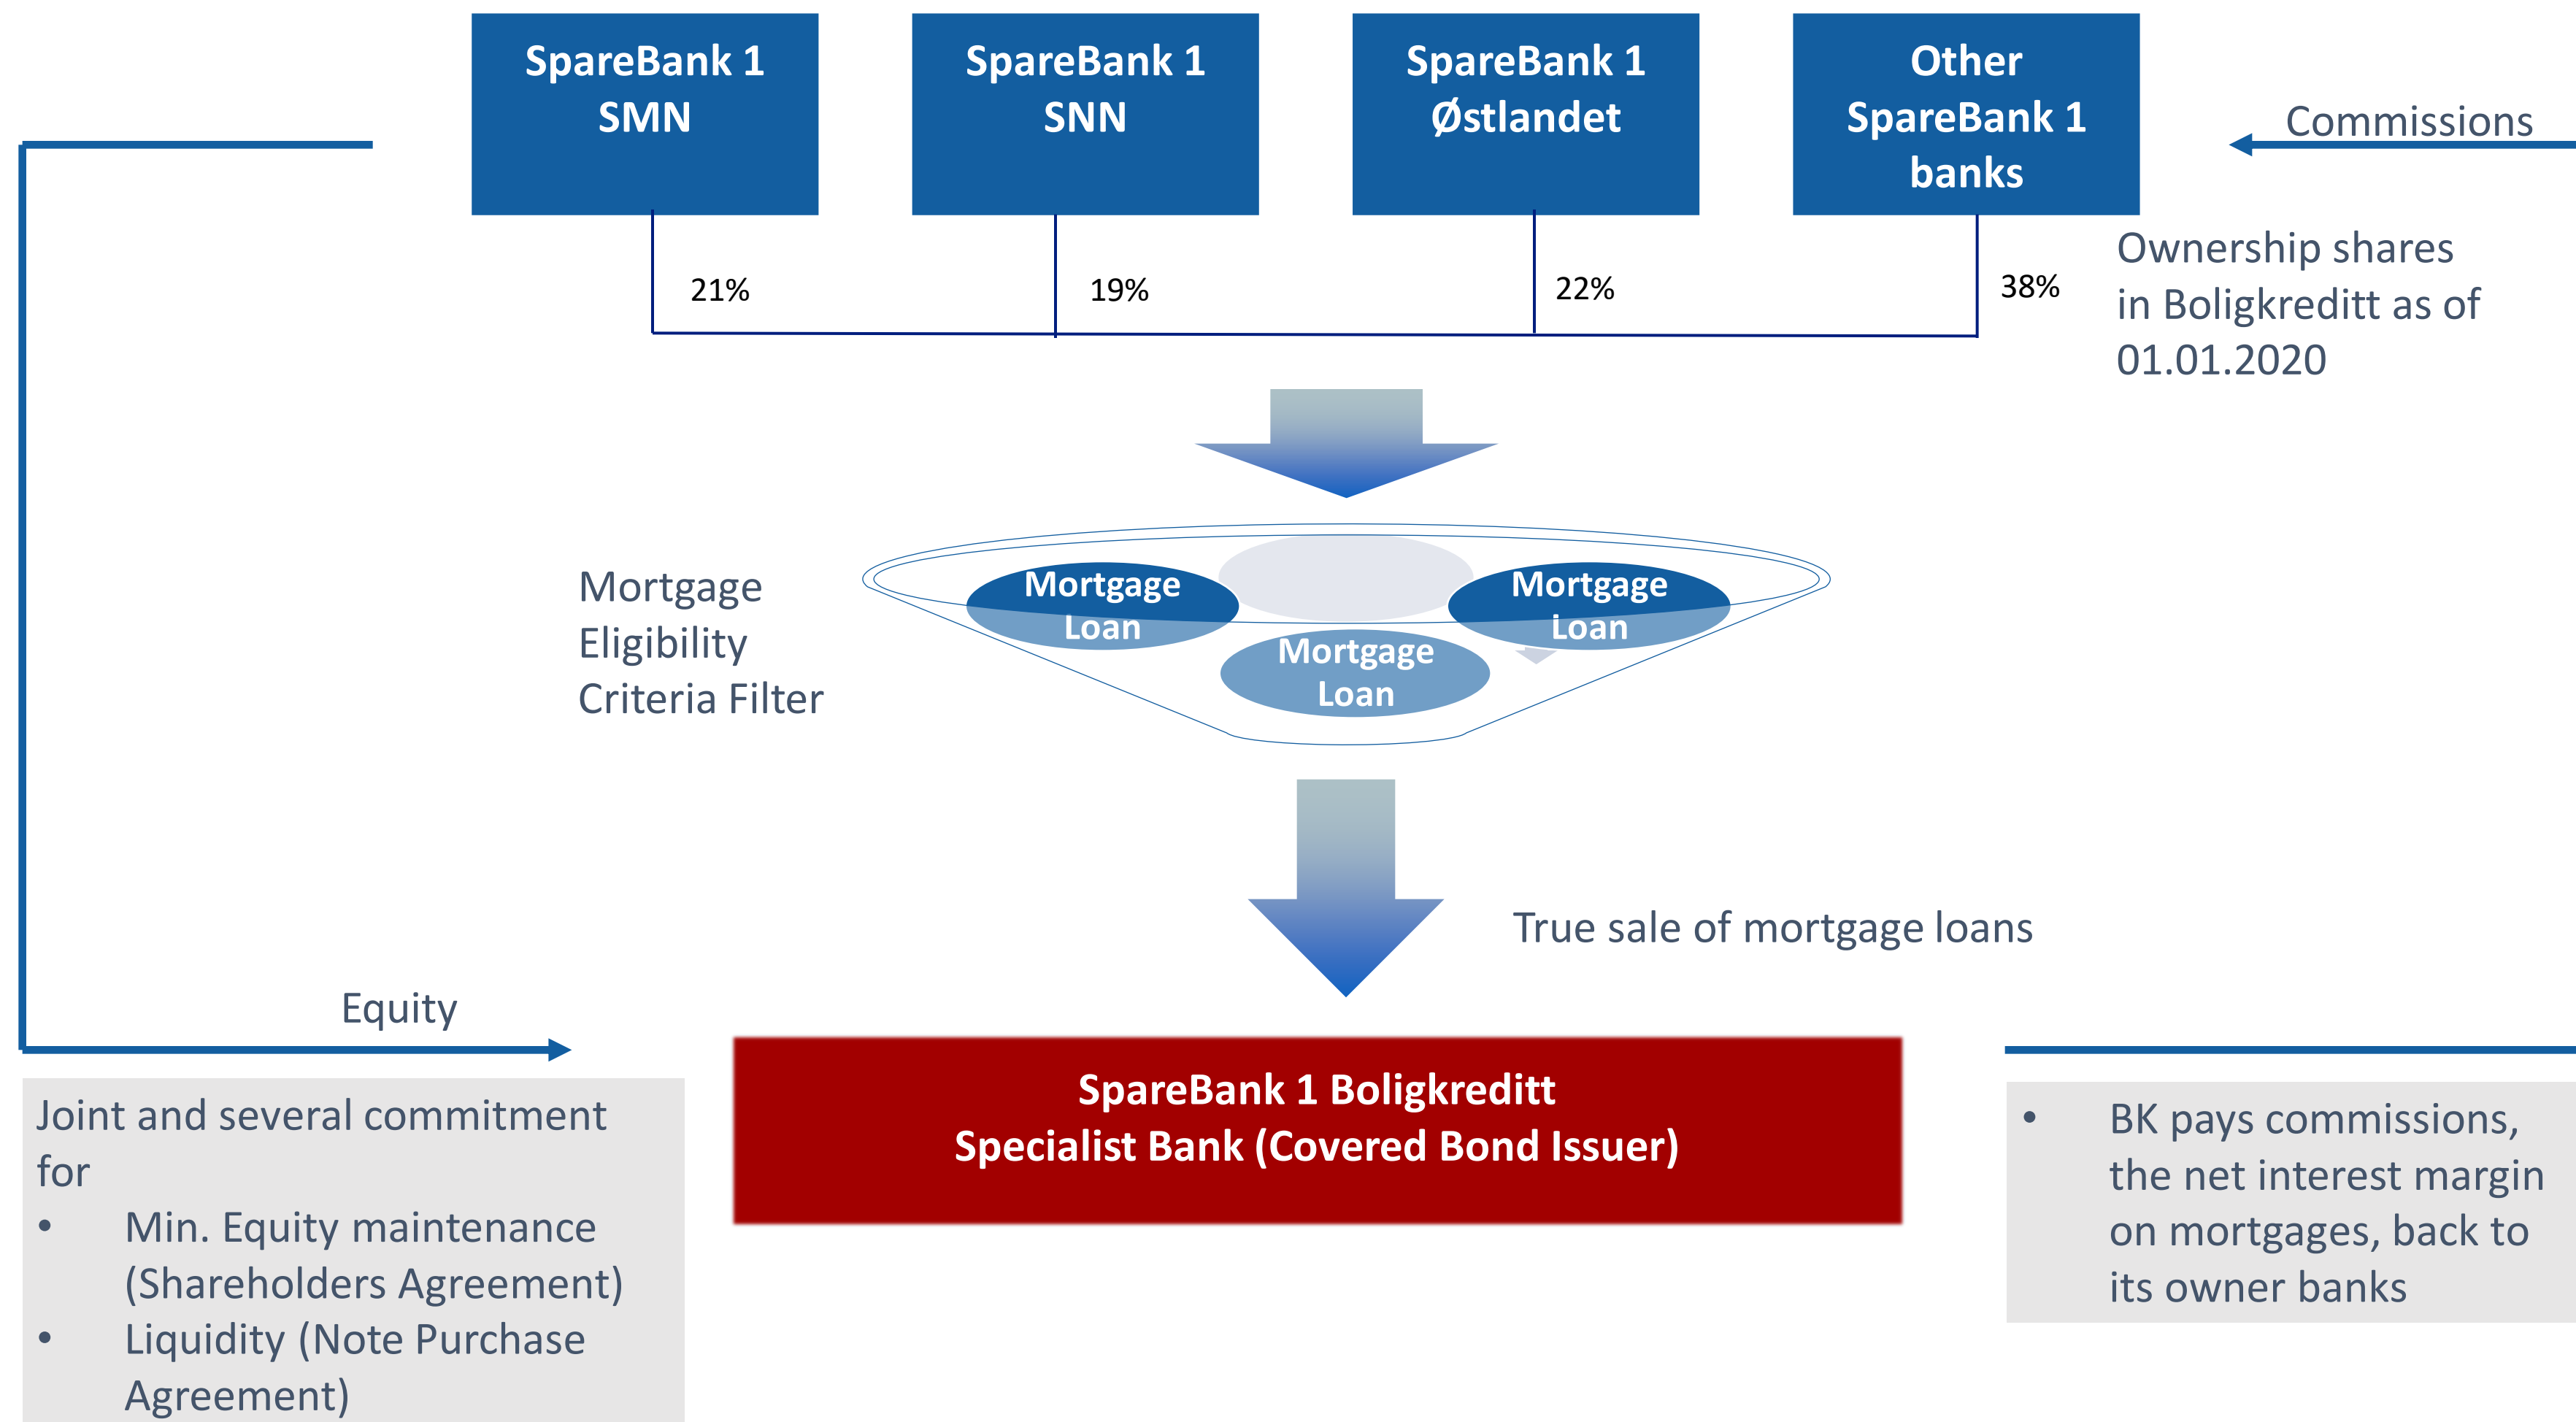 SpareBank 1
SMN
SpareBank 1
SNN
SpareBank 1
Østlandet
Other
SpareBank 1
banks
Commissions
21%
19%
22%
38%
Ownership shares
in Boligkreditt as of
01.01.2020
Mortgage
Eligibility
Criteria Filter
Mortgage
Loan
Mortgage
Loan
Mortgage
Loan
True sale of mortgage loans
Equity
SpareBank 1 Boligkreditt
Specialist Bank (Covered Bond Issuer)
Joint and several commitment
for
• Min. Equity maintenance
(Shareholders Agreement)
• Liquidity (Note Purchase
Agreement)
• BK pays commissions,
the net interest margin
on mortgages, back to
its owner banks